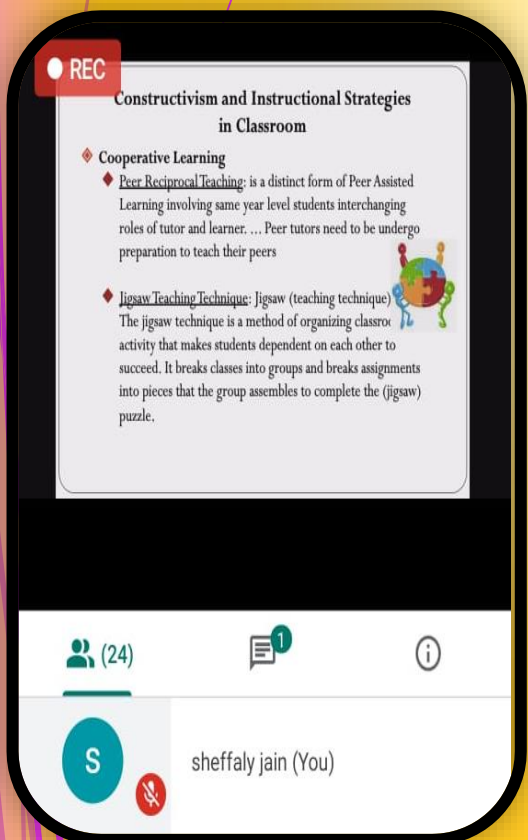 REC
Constructivism and Instructional Strategies
in Classroom
Cooperative Learning
Peer Reciprocal Teaching: is a distinct form of Peer Assisted
Learning involving same year level students interchanging
roles of tutor and learner. ... Peer tutors need to be undergo
preparation to teach their peers
Jigsaw Teaching Technique: Jigsaw (teaching technique)
The jigsaw technique is a method of organizing classroo
activity that makes students dependent on each other to
succeed. It breaks classes into groups and breaks assignments
into pieces that the group assembles to complete the (jigsaw)
puzzle.
(24)
1
S
sheffaly jain (You)